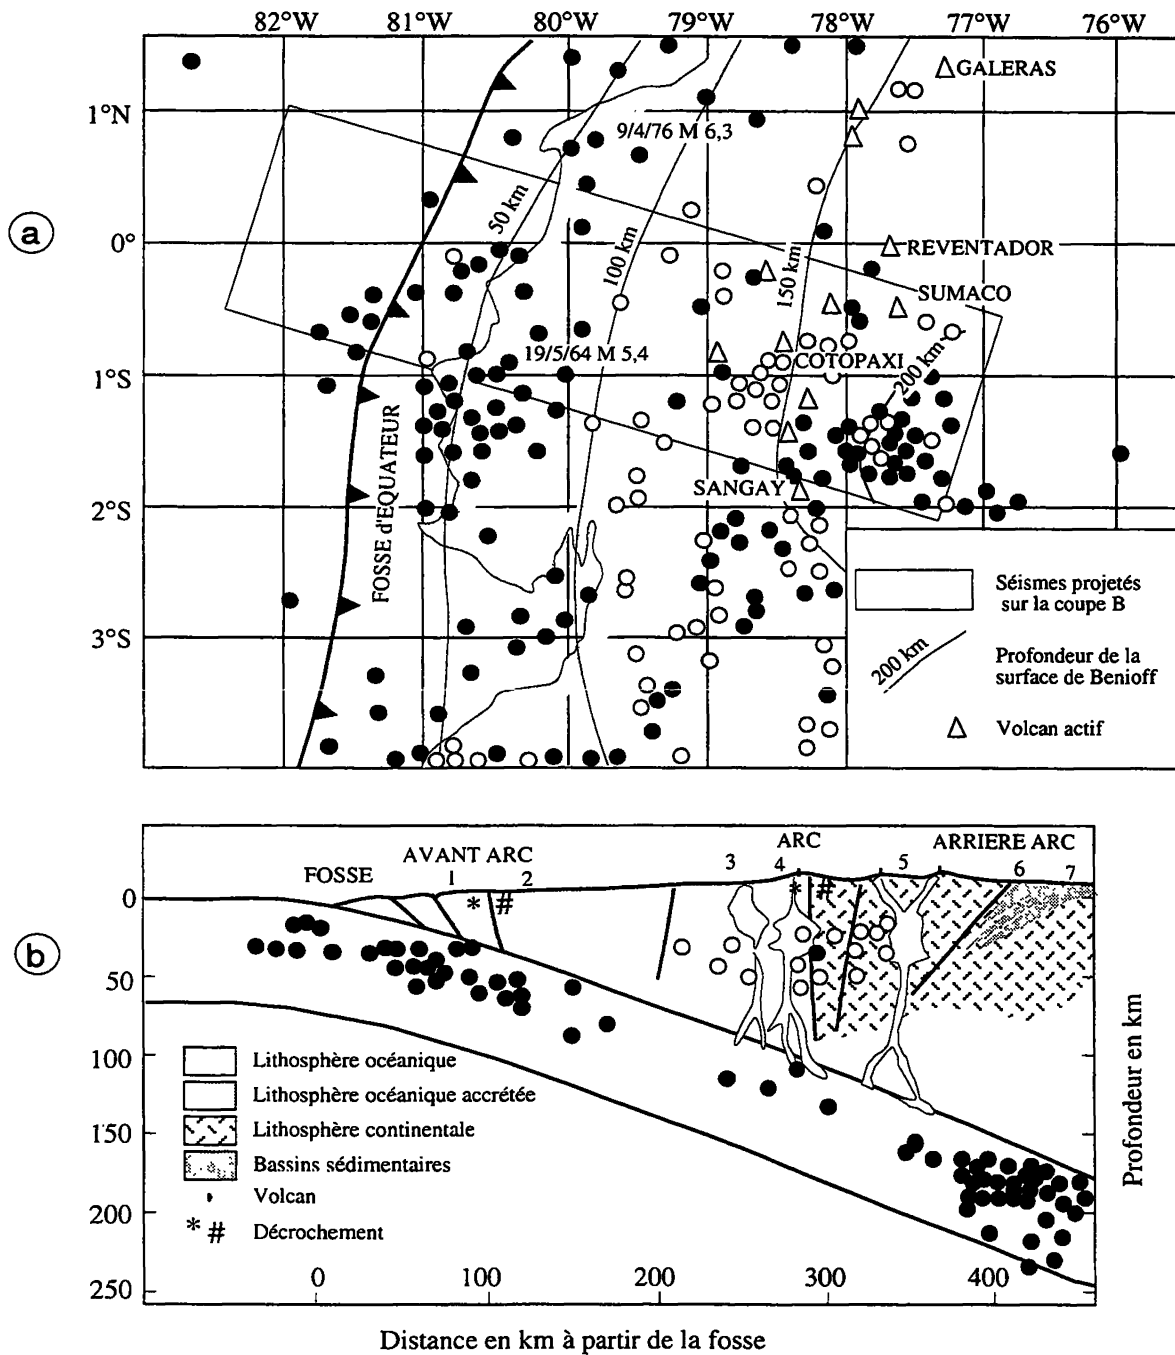 82°W 81°W 80°W 79°W 78°W 77°W 76°W
GALERAS
1°N
9/4/76 M 6,3
50 km
a
0°
100 km
150 km
REVENTADOR
SUMACO
19/5/64 M 5,4
COTOPAXI
200 km
1°S
FOSSE d'EQUATEUR
SANGAY
2°S
Séismes projetés
sur la coupe B
3°S
200 km
Profondeur de la
surface de Benioff
Volcan actif
AVANT ARC
ARC
ARRIERE ARC
FOSSE
1 2 3 4 5 6 7
* # * #
0
b
50
100
150
200
250
Lithosphère océanique
Lithosphère océanique accrétée
Lithosphère continentale
Bassins sédimentaires
Volcan
* # Décrochement
Profondeur en km
0 100 200 300 400
Distance en km à partir de la fosse